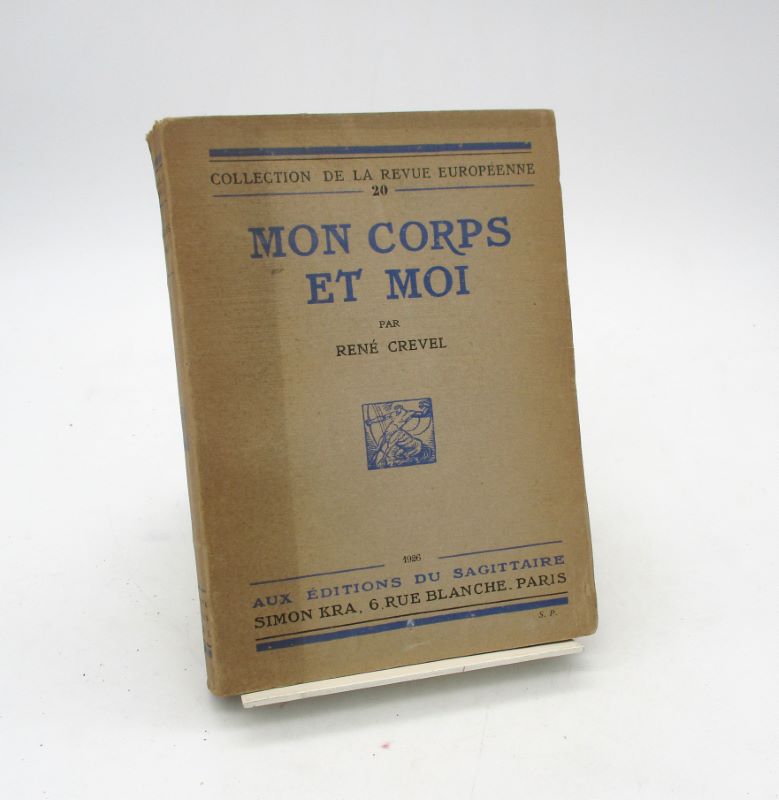 COLLECTION DE LA REVUE EUROPÉENNE
20
MON CORPS
ET MOI
PAR
RENÉ CREVEL
1926
AUX ÉDITIONS DU SAGITTAIRE
SIMON KRA, 6, RUE BLANCHE. PARIS
S. P.